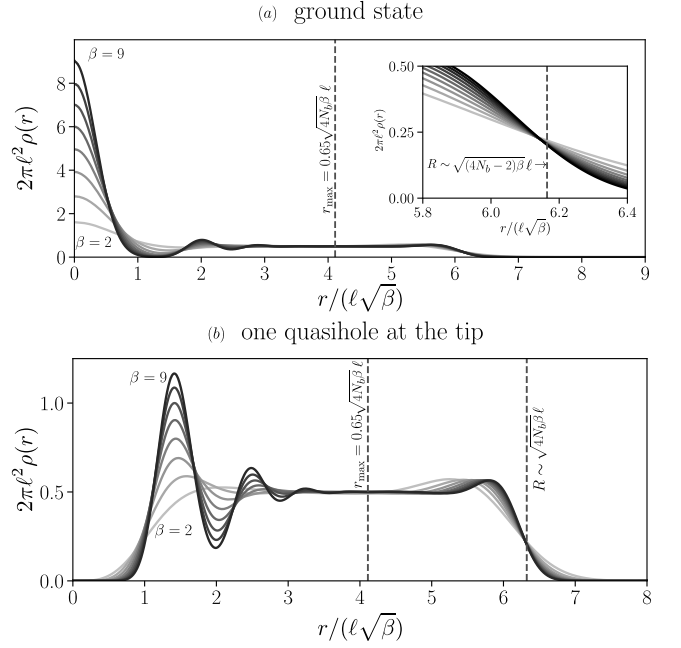 (a) ground state
2πℓ²ρ(r)
8
6
4
2
0
β = 9
β = 2
r_max = 0.65√(4N_bβ) ℓ
2πℓ²ρ(r)
0.50
0.25
0.00
R ∼ √((4N_b − 2)β) ℓ →
5.8 6.0 6.2 6.4
r/(ℓ√β)
0 1 2 3 4 5 6 7 8 9
r/(ℓ√β)
(b) one quasihole at the tip
2πℓ²ρ(r)
1.0
0.5
0.0
β = 9
β = 2
r_max = 0.65√(4N_bβ) ℓ
R ∼ √(4N_bβ) ℓ
0 1 2 3 4 5 6 7 8
r/(ℓ√β)